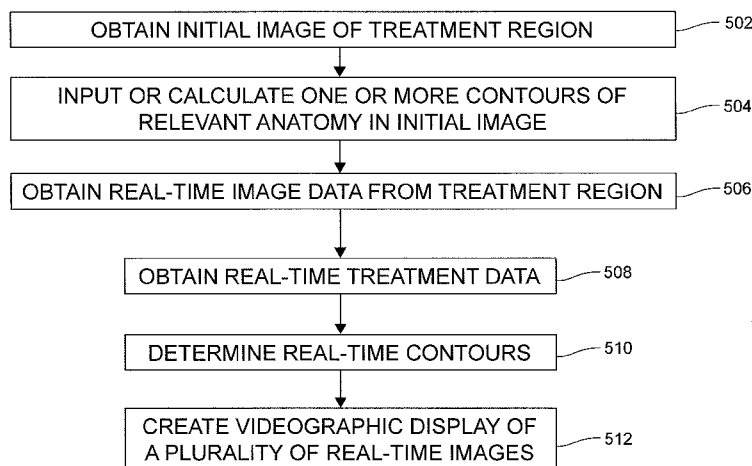 OBTAIN INITIAL IMAGE OF TREATMENT REGION
502
INPUT OR CALCULATE ONE OR MORE CONTOURS OF
RELEVANT ANATOMY IN INITIAL IMAGE
504
OBTAIN REAL-TIME IMAGE DATA FROM TREATMENT REGION
506
OBTAIN REAL-TIME TREATMENT DATA
508
DETERMINE REAL-TIME CONTOURS
510
CREATE VIDEOGRAPHIC DISPLAY OF
A PLURALITY OF REAL-TIME IMAGES
512